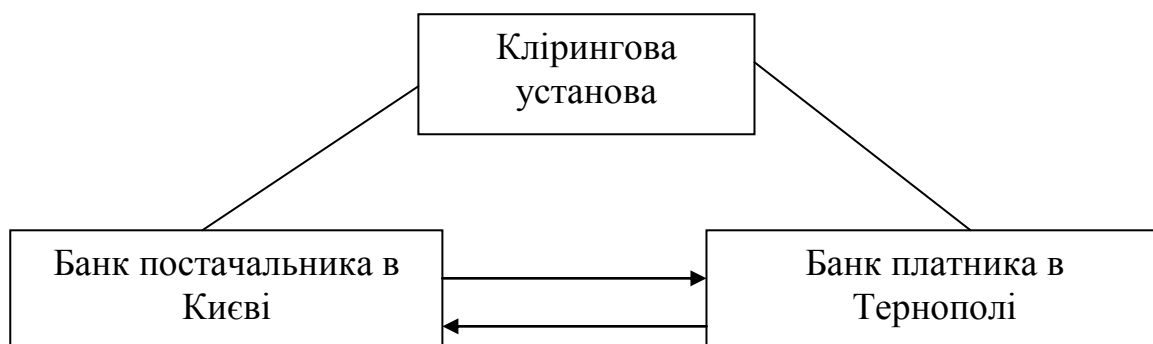 Клірингова
установа
Банк постачальника в
Києві
Банк платника в
Тернополі